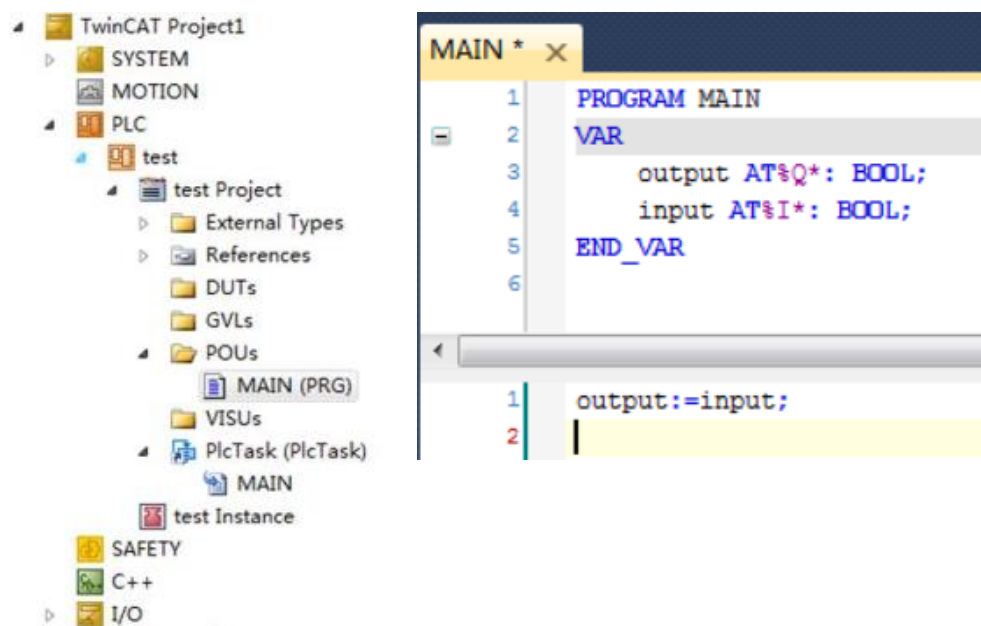 TwinCAT Project1
SYSTEM
MOTION
PLC
test
test Project
External Types
References
DUTs
GVLs
POUs
MAIN (PRG)
VISUs
PlcTask (PlcTask)
MAIN
test Instance
SAFETY
C++
I/O
MAIN *
1 PROGRAM MAIN
2 VAR
3 output AT%Q*: BOOL;
4 input AT%I*: BOOL;
5 END_VAR
6
1 output:=input;
2